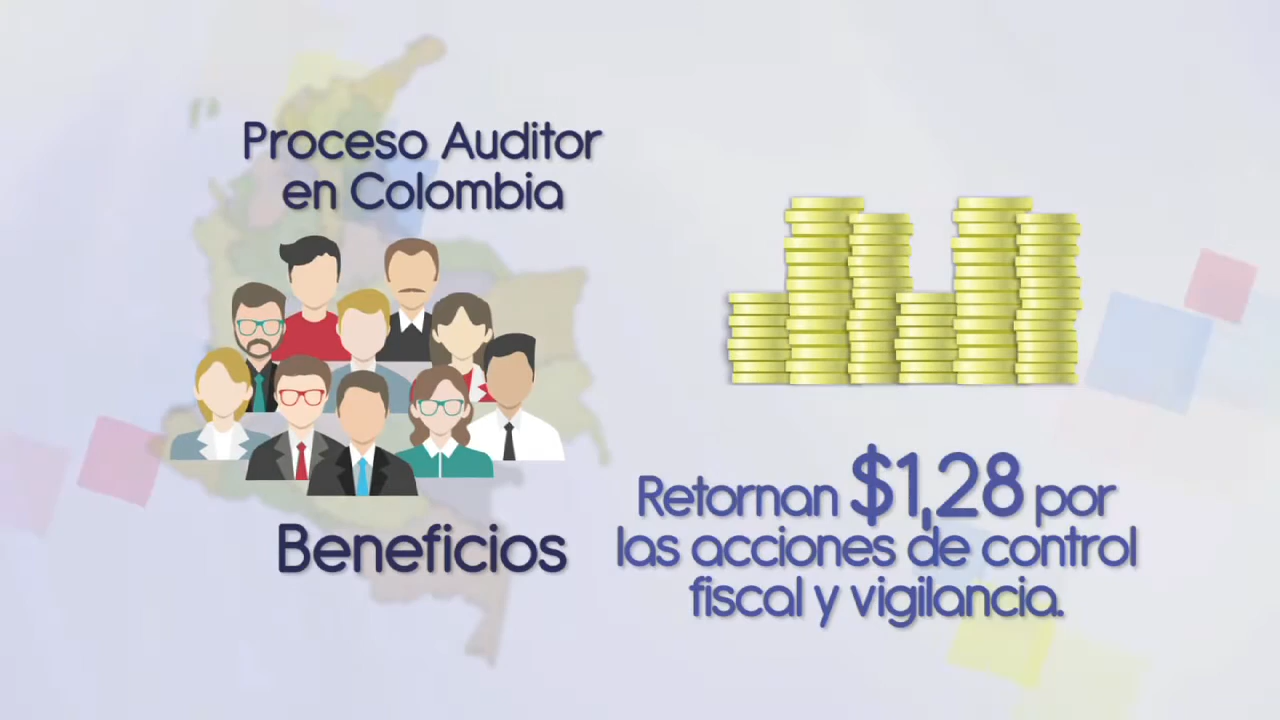 Proceso Auditor
en Colombia
Beneficios
Retornan $1,28 por
las acciones de control
fiscal y vigilancia.